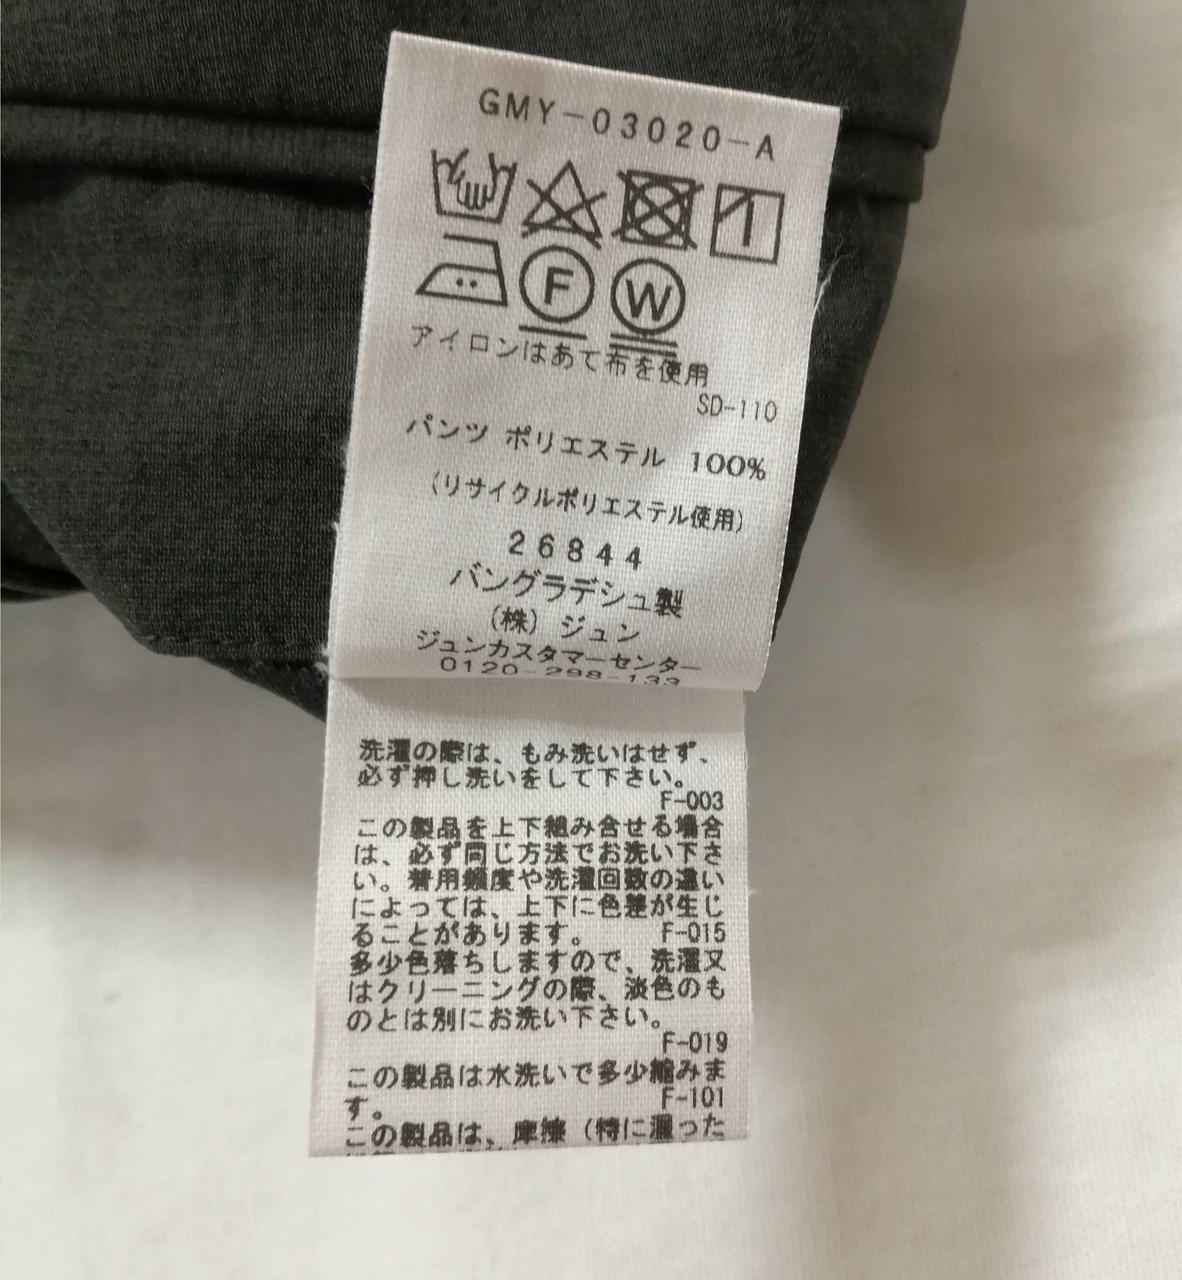 GMY-03020-A
F W
アイロンはあて布を使用
SD-110
パンツ ポリエステル 100%
(リサイクルポリエステル使用)
26844
バングラデシュ製
(株) ジュン
ジュンカスタマーセンター
0120-298-133
洗濯の際は、もみ洗いはせず、
必ず押し洗いをして下さい。
F-003
この製品を上下組み合せる場合
は、必ず同じ方法でお洗い下さ
い。着用頻度や洗濯回数の違い
によっては、上下に色差が生じ
ることがあります。 F-015
多少色落ちしますので、洗濯又
はクリーニングの際、淡色のも
のとは別にお洗い下さい。
F-019
この製品は水洗いで多少縮みま
す。 F-101
この製品は、摩擦 (特に湿った